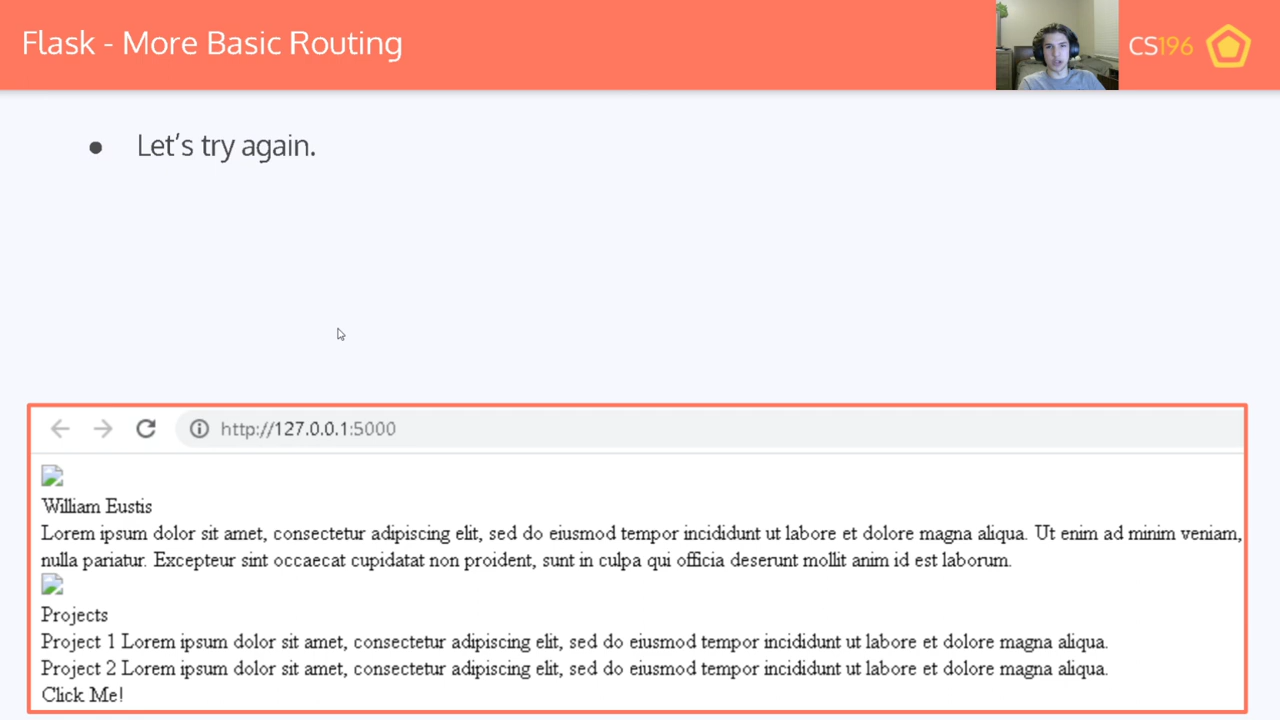 Flask - More Basic Routing
CS196
● Let's try again.
http://127.0.0.1:5000
William Eustis
Lorem ipsum dolor sit amet, consectetur adipiscing elit, sed do eiusmod tempor incididunt ut labore et dolore magna aliqua. Ut enim ad minim veniam,
nulla pariatur. Excepteur sint occaecat cupidatat non proident, sunt in culpa qui officia deserunt mollit anim id est laborum.
Projects
Project 1 Lorem ipsum dolor sit amet, consectetur adipiscing elit, sed do eiusmod tempor incididunt ut labore et dolore magna aliqua.
Project 2 Lorem ipsum dolor sit amet, consectetur adipiscing elit, sed do eiusmod tempor incididunt ut labore et dolore magna aliqua.
Click Me!